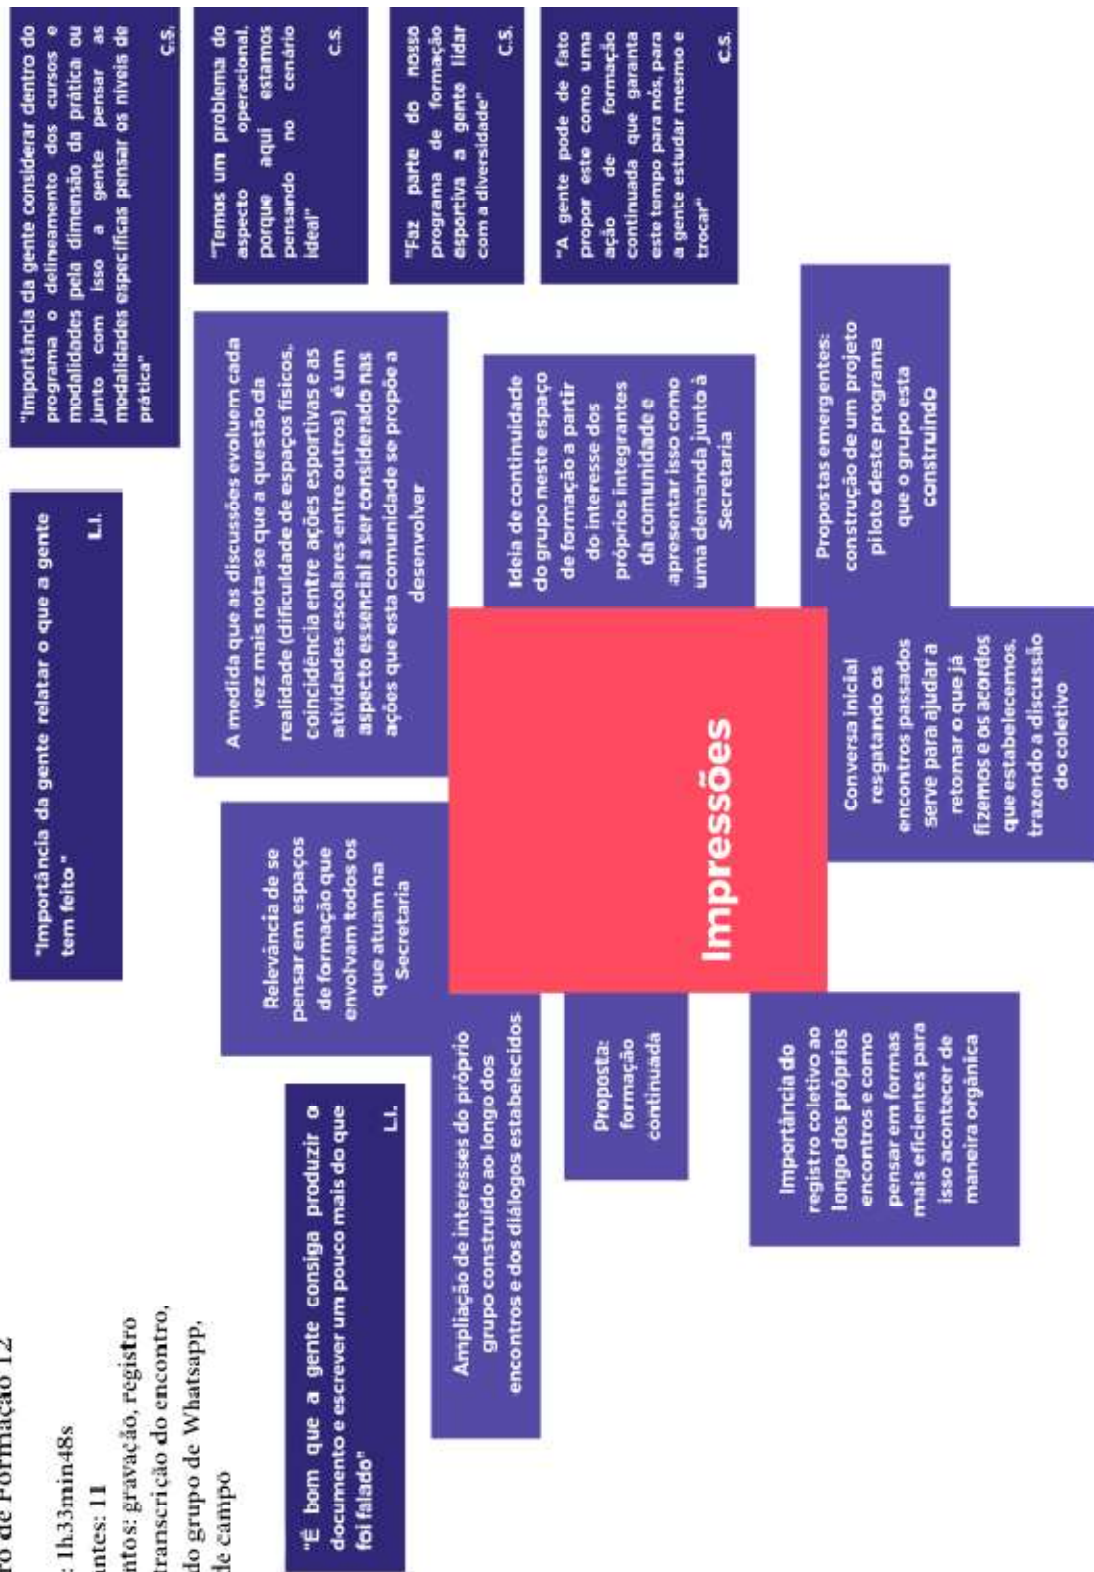 ro de Formação 12
: 1h33min48s
antes: 11
ntos: gravação, registro
transcrição do encontro,
do grupo de Whatsapp,
de campo
"Importância da gente relatar o que a gente
tem feito"
L.I.
"Importância da gente considerar dentro do
programa o delineamento dos cursos e
modalidades pela dimensão da prática ou
junto com isso a gente pensar as
modalidades específicas pensar os níveis de
prática"
C.S.
"Temos um problema do
aspecto operacional,
porque aqui estamos
pensando no cenário
ideal"
C.S.
"Faz parte do nosso
programa de formação
esportiva a gente lidar
com a diversidade"
C.S.
"A gente pode de fato
propor este como uma
ação de formação
continuada que garanta
este tempo para nós, para
a gente estudar mesmo e
trocar"
C.S.
"É bom que a gente consiga produzir o
documento e escrever um pouco mais do que
foi falado"
L.I.
Relevância de se
pensar em espaços
de formação que
envolvam todos os
que atuam na
Secretaria
A medida que as discussões evoluem cada
vez mais nota-se que a questão da
realidade (dificuldade de espaços físicos,
coincidência entre ações esportivas e as
atividades escolares entre outros) é um
aspecto essencial a ser considerado nas
ações que esta comunidade se propõe a
desenvolver
Ampliação de interesses do próprio
grupo construído ao longo dos
encontros e dos diálogos estabelecidos
Ideia de continuidade
do grupo neste espaço
de formação a partir
do interesse dos
próprios integrantes
da comunidade e
apresentar isso como
uma demanda junto à
Secretaria
Proposta:
formação
continuada
Impressões
Importância do
registro coletivo ao
longo dos próprios
encontros e como
pensar em formas
mais eficientes para
isso acontecer de
maneira orgânica
Conversa inicial
resgatando os
encontros passados
serve para ajudar a
retomar o que já
fizemos e os acordos
que estabelecemos,
trazendo a discussão
do coletivo
Propostas emergentes:
construção de um projeto
piloto deste programa
que o grupo esta
construindo